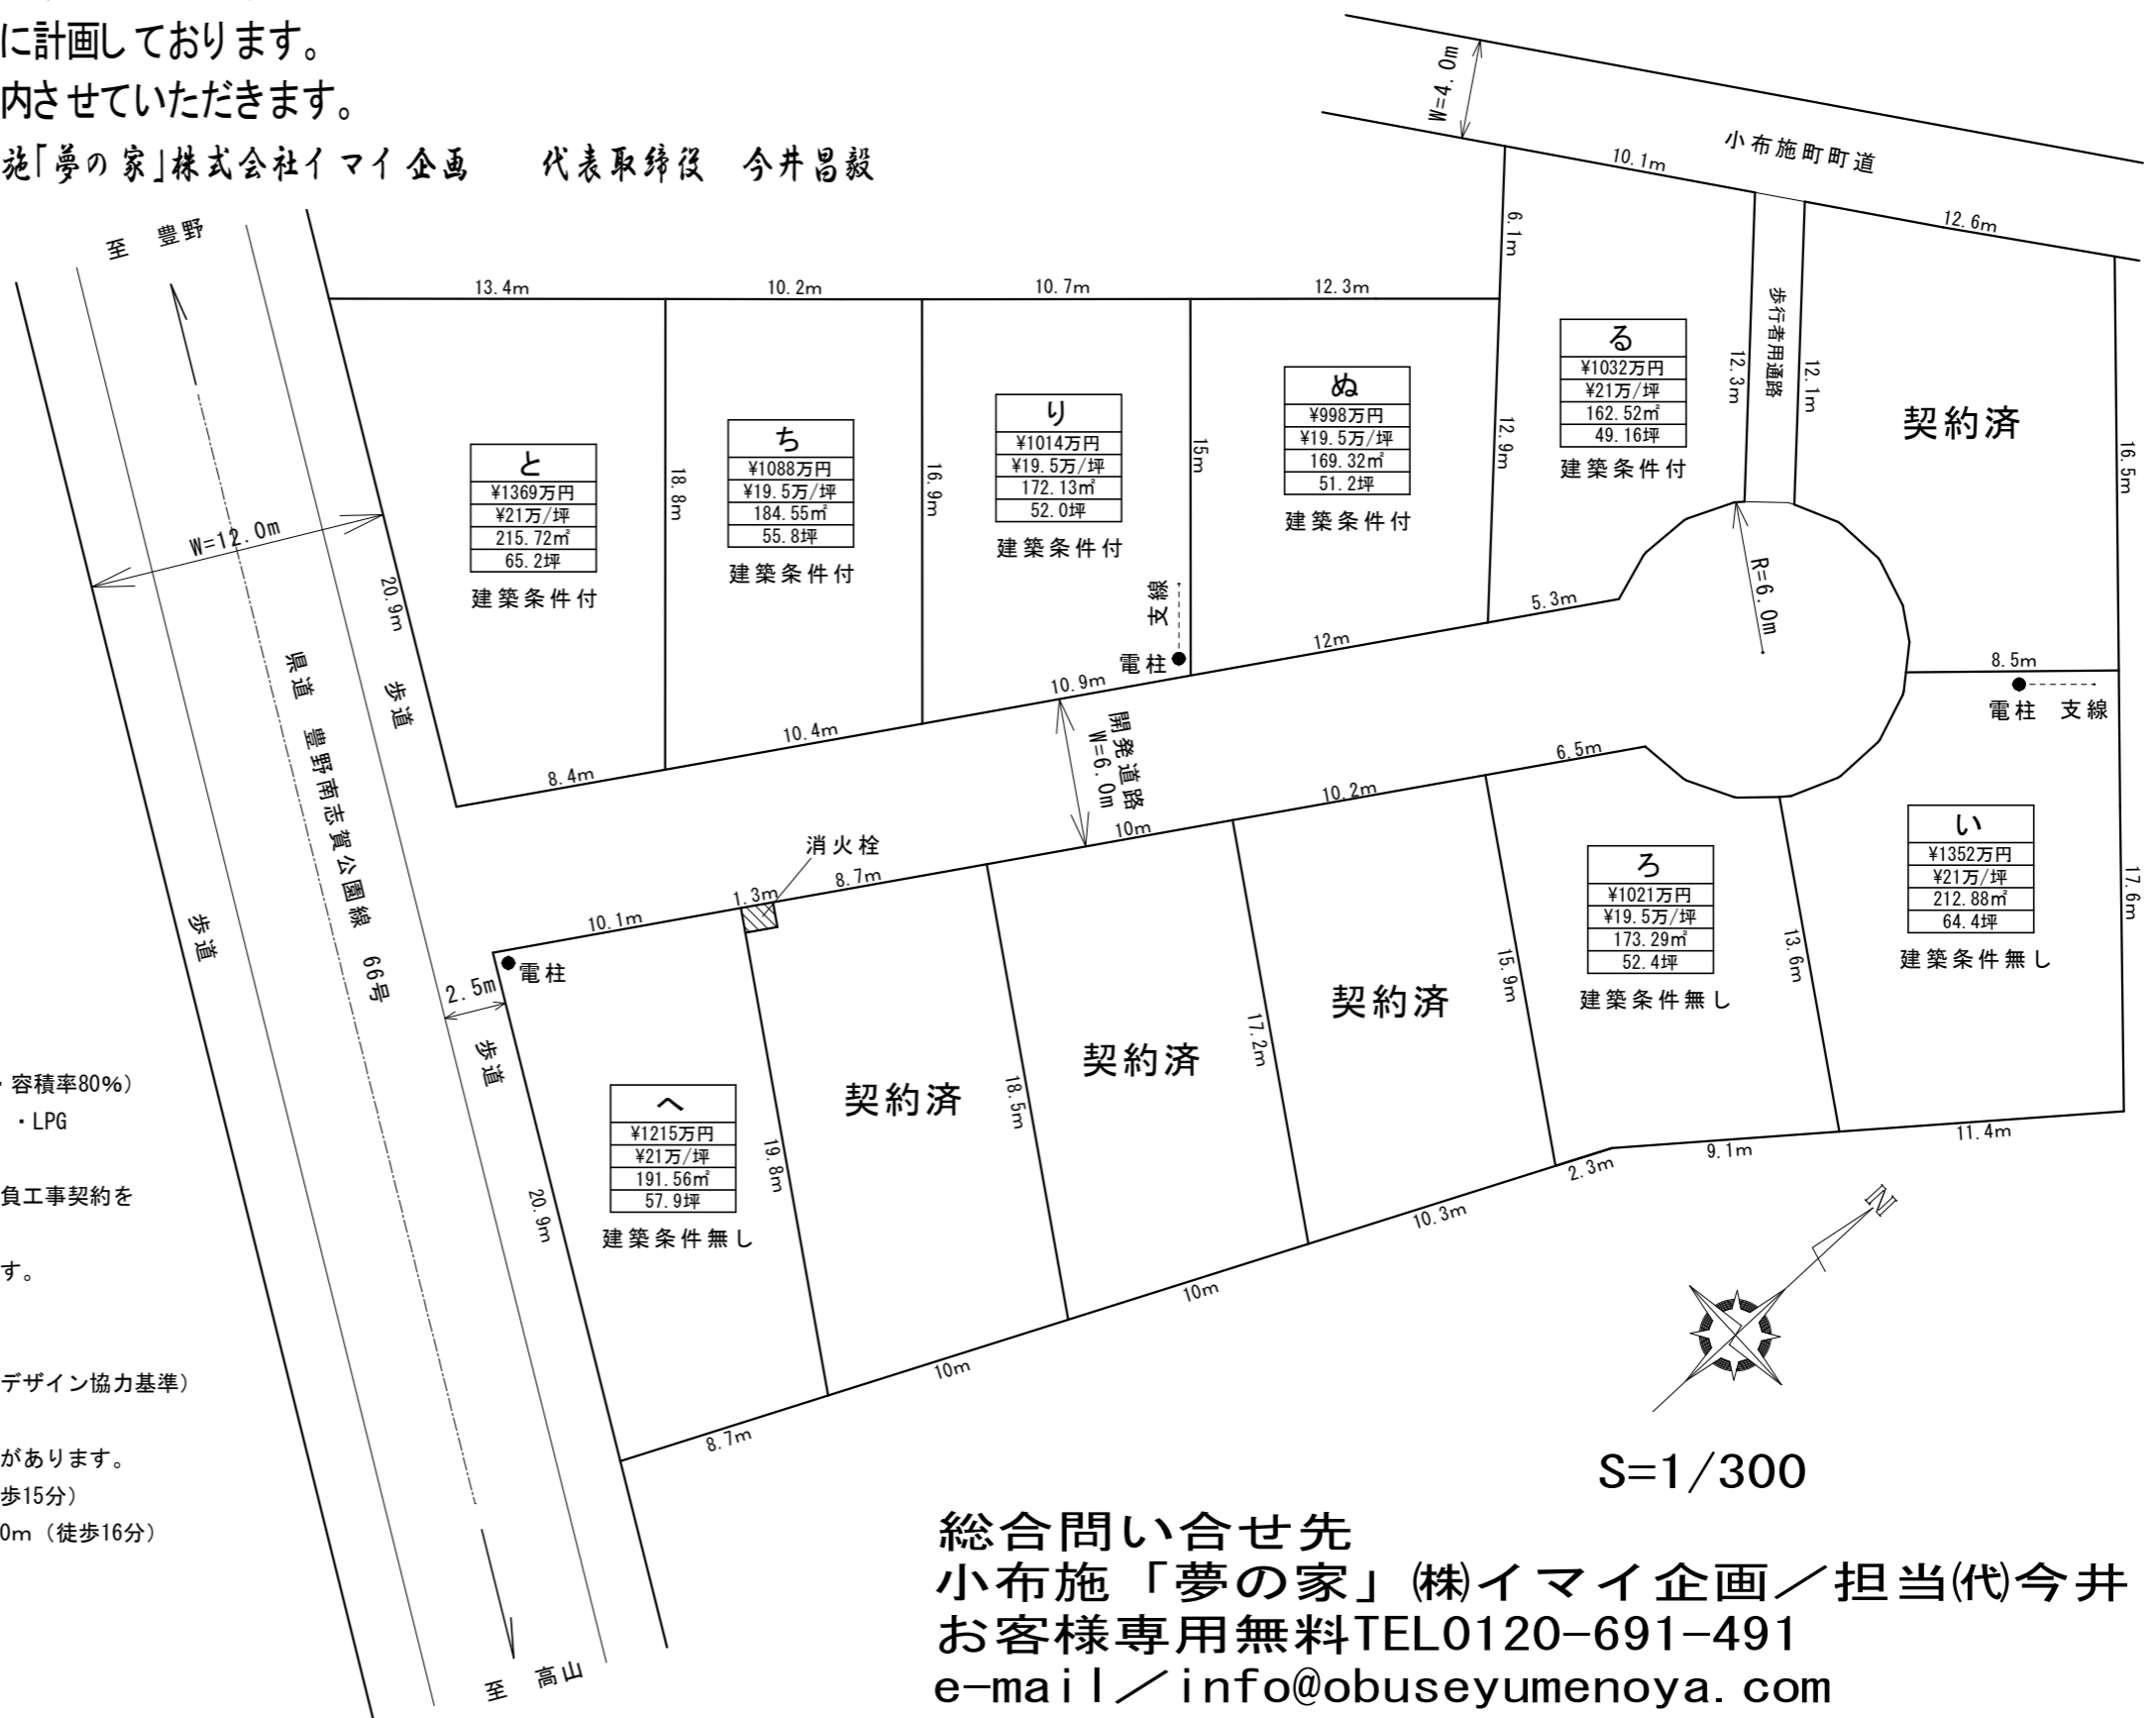 に計画しております。
内させていただきます。
施「夢の家」株式会社イマイ企画　代表取締役　今井昌毅
W=4.0m
小布施町町道
10.1m
12.6m
6.1m
至　豊野
13.4m
10.2m
10.7m
12.3m
歩行者用通路
12.3m
12.1m
と
¥1369万円
¥21万/坪
215.72㎡
65.2坪
建築条件付
18.8m
ち
¥1088万円
¥19.5万/坪
184.55㎡
55.8坪
建築条件付
16.9m
り
¥1014万円
¥19.5万/坪
172.13㎡
52.0坪
建築条件付
15m
ぬ
¥998万円
¥19.5万/坪
169.32㎡
51.2坪
建築条件付
12.9m
る
¥1032万円
¥21万/坪
162.52㎡
49.16坪
建築条件付
契約済
16.5m
W=12.0m
20.9m
歩道
県道　豊野南志賀公園線　66号
歩道
支線
電柱
R=6.0m
8.4m
10.4m
10.9m
12m
5.3m
開発道路
W=6.0m
8.5m
電柱　支線
消火栓
10.1m
1.3m
8.7m
10m
10.2m
6.5m
電柱
2.5m
歩道
20.9m
へ
¥1215万円
¥21万/坪
191.56㎡
57.9坪
建築条件無し
19.8m
契約済
18.5m
契約済
17.2m
契約済
15.9m
ろ
¥1021万円
¥19.5万/坪
173.29㎡
52.4坪
建築条件無し
13.6m
い
¥1352万円
¥21万/坪
212.88㎡
64.4坪
建築条件無し
17.6m
8.7m
10m
10m
10.3m
2.3m
9.1m
11.4m
至　高山
・容積率80%）
・LPG
負工事契約を
す。
デザイン協力基準）
があります。
歩15分）
0m（徒歩16分）
N
S=1/300
総合問い合せ先
小布施「夢の家」㈱イマイ企画／担当㈹今井
お客様専用無料TEL0120-691-491
e-mail／info@obuseyumenoya.com